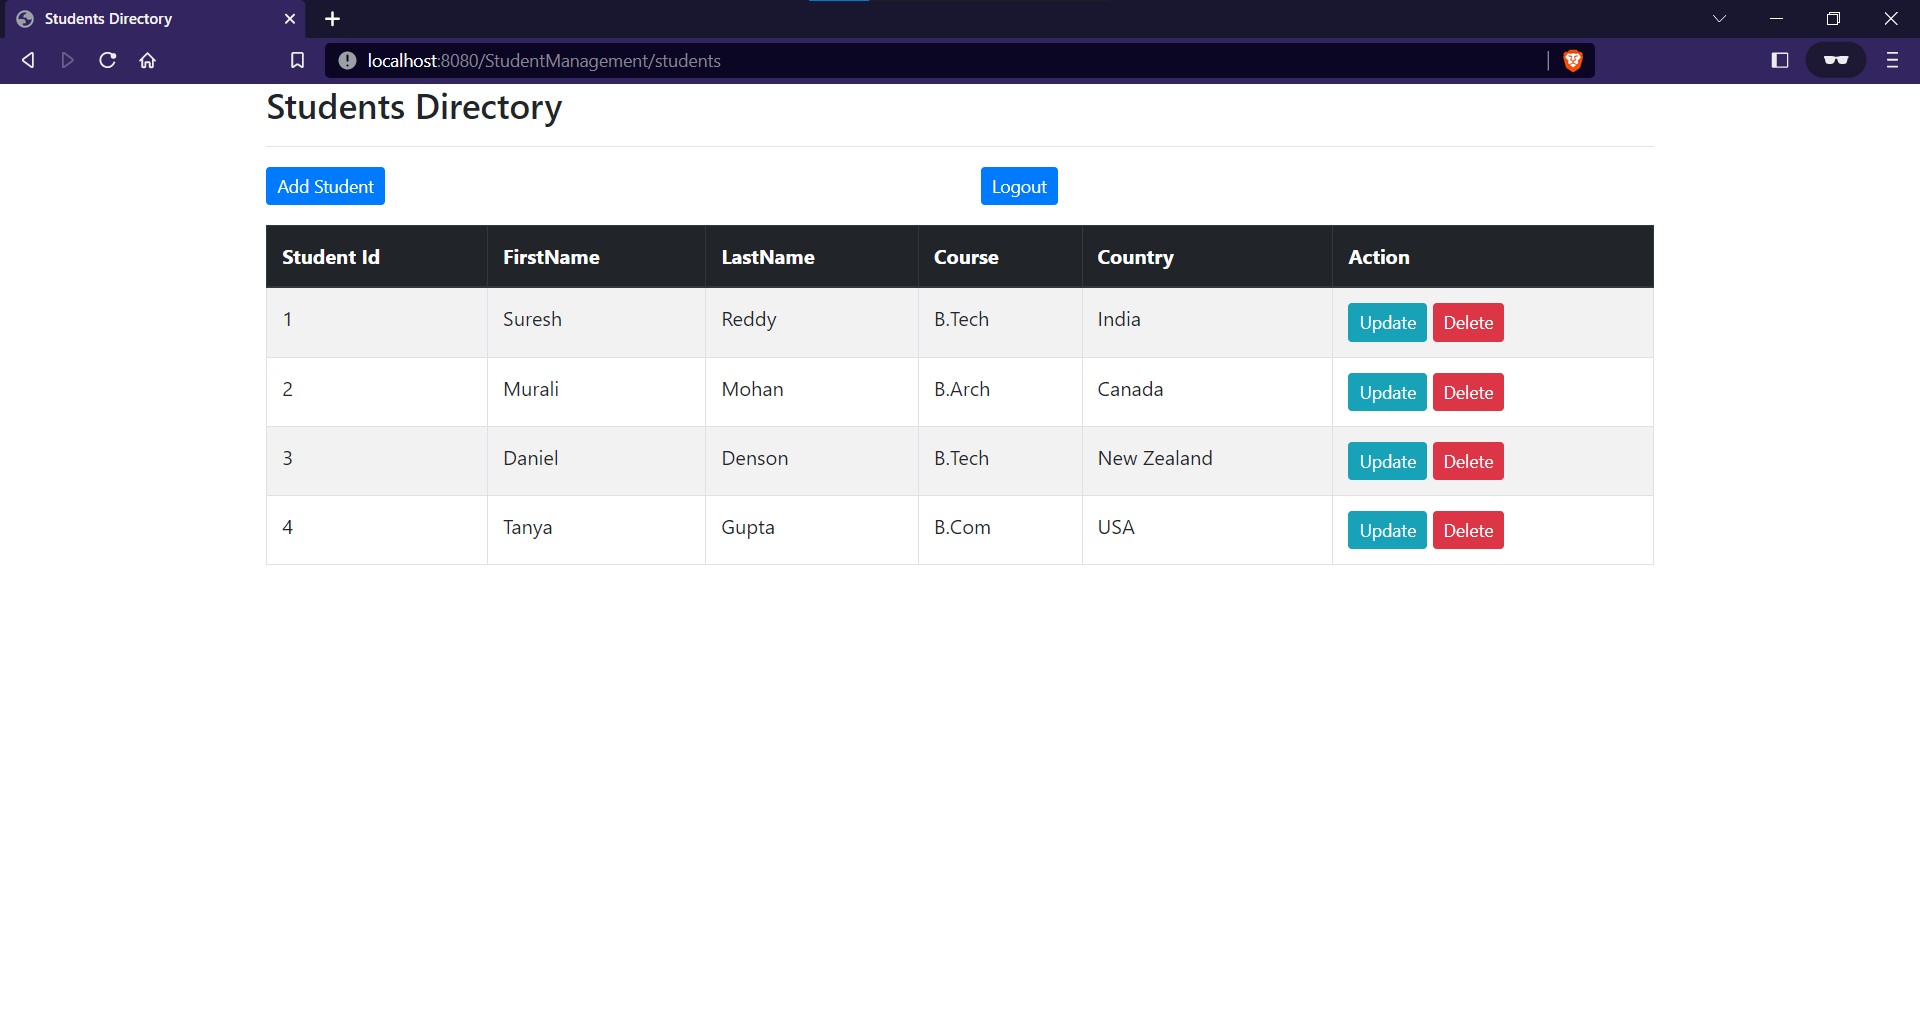 Students Directory
localhost:8080/StudentManagement/students
Students Directory
Add Student Logout
Student Id FirstName LastName Course Country Action
1 Suresh Reddy B.Tech India Update Delete
2 Murali Mohan B.Arch Canada Update Delete
3 Daniel Denson B.Tech New Zealand Update Delete
4 Tanya Gupta B.Com USA Update Delete